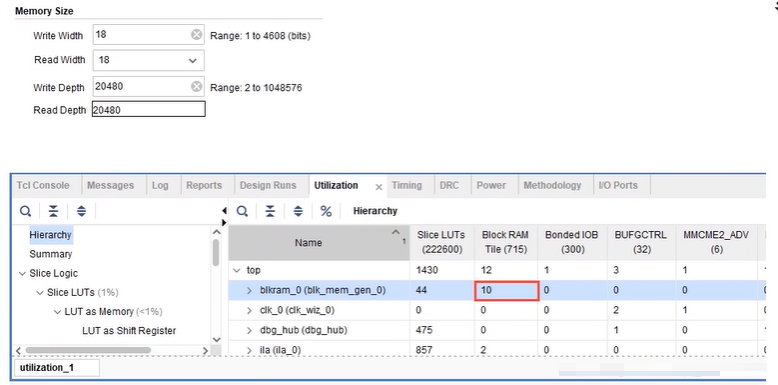 Memory Size
Write Width 18 Range: 1 to 4608 (bits)
Read Width 18
Write Depth 20480 Range: 2 to 1048576
Read Depth 20480
Tcl Console Messages Log Reports Design Runs Utilization × Timing DRC Power Methodology I/O Ports
Hierarchy
Hierarchy
Summary
Slice Logic
Slice LUTs (1%)
LUT as Memory (<1%)
LUT as Shift Register
Name 1 Slice LUTs (222600) Block RAM Tile (715) Bonded IOB (300) BUFGCTRL (32) MMCME2_ADV (6)
top 1430 12 1 3 1
blkram_0 (blk_mem_gen_0) 44 10 0 0 0
clk_0 (clk_wiz_0) 0 0 0 2 1
dbg_hub (dbg_hub) 475 0 0 1 0
ila (ila_0) 857 2 0 0 0
utilization_1